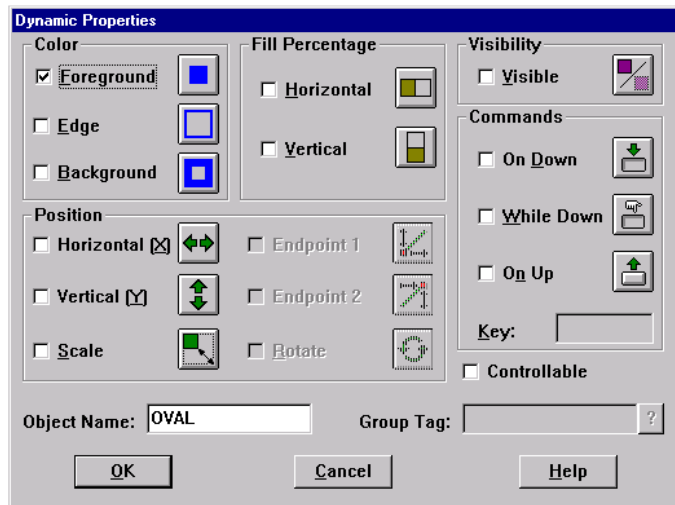 Dynamic Properties
Color
Foreground
Edge
Background
Fill Percentage
Horizontal
Vertical
Visibility
Visible
Commands
On Down
While Down
On Up
Key:
Position
Horizontal (X)
Vertical (Y)
Scale
Endpoint 1
Endpoint 2
Rotate
Controllable
Object Name: OVAL
Group Tag: ?
OK Cancel Help